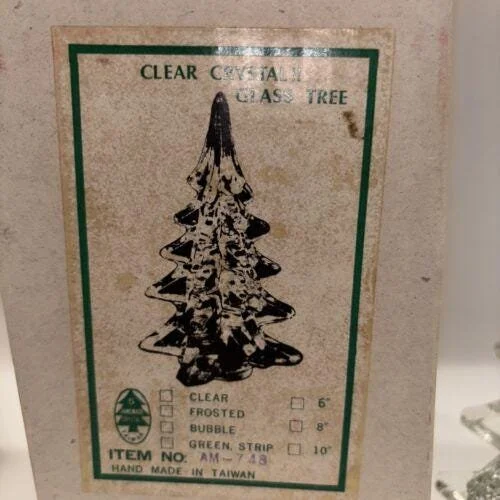 CLEAR CRYSTAL
GLASS TREE
CLEAR
FROSTED
BUBBLE
GREEN, STRIP
6"
8"
10"
ITEM NO: AM-748
HAND MADE IN TAIWAN